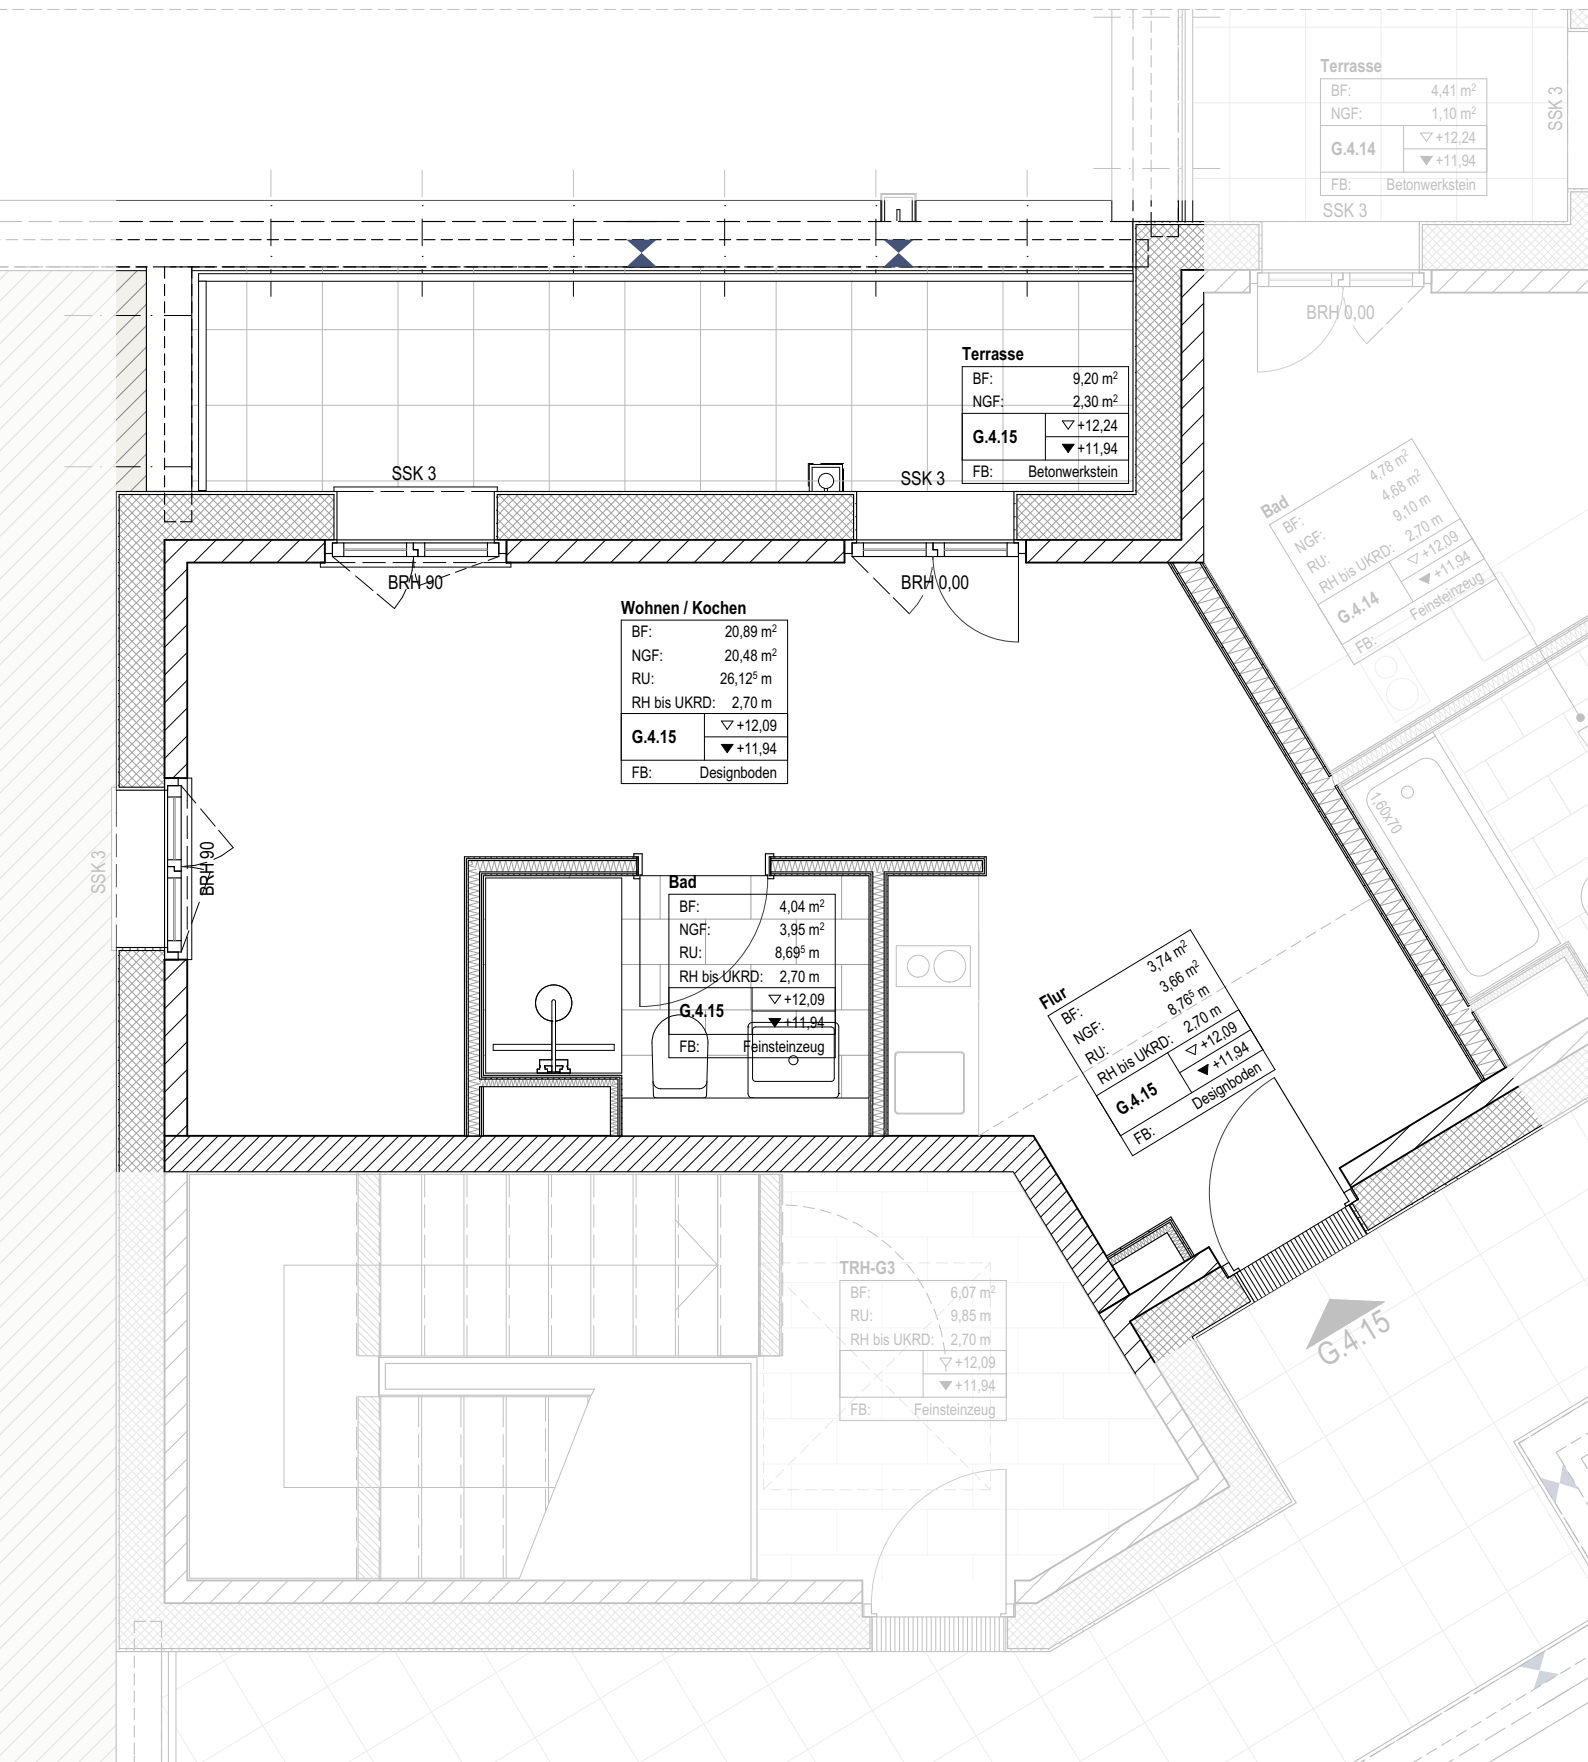 Terrasse
BF: 4,41 m²
NGF: 1,10 m²
G.4.14 ▽+12,24
▼+11,94
FB: Betonwerkstein
SSK 3
SSK 3
BRH 0,00
Terrasse
BF: 9,20 m²
NGF: 2,30 m²
G.4.15 ▽+12,24
▼+11,94
FB: Betonwerkstein
SSK 3
SSK 3
BRH 90
BRH 0,00
Bad
BF: 4,78 m²
NGF: 4,68 m²
RU: 9,10 m
RH bis UKRD: 2,70 m
G.4.14 ▽+12,09
▼+11,94
FB: Feinsteinzeug
Wohnen / Kochen
BF: 20,89 m²
NGF: 20,48 m²
RU: 26,12⁵ m
RH bis UKRD: 2,70 m
G.4.15 ▽+12,09
▼+11,94
FB: Designboden
1,60x70
SSK 3
BRH 90
Bad
BF: 4,04 m²
NGF: 3,95 m²
RU: 8,69⁵ m
RH bis UKRD: 2,70 m
G.4.15 ▽+12,09
▼+11,94
FB: Feinsteinzeug
Flur
BF: 3,74 m²
NGF: 3,66 m²
RU: 8,76⁵ m
RH bis UKRD: 2,70 m
G.4.15 ▽+12,09
▼+11,94
FB: Designboden
TRH-G3
BF: 6,07 m²
RU: 9,85 m
RH bis UKRD: 2,70 m
▽+12,09
▼+11,94
FB: Feinsteinzeug
G.4.15